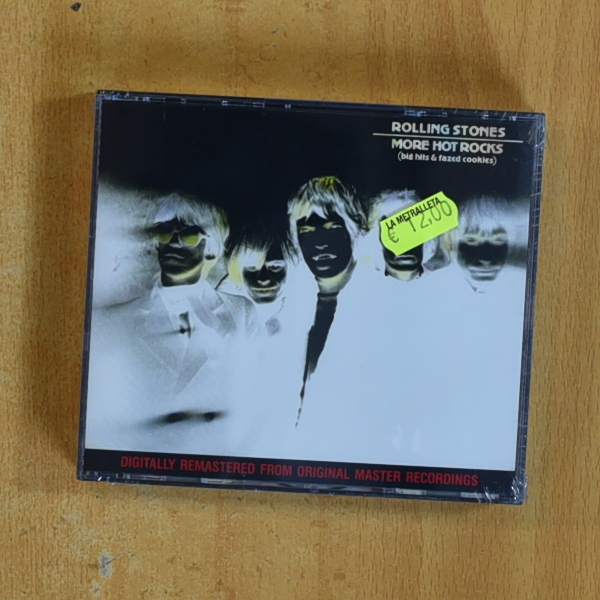 ROLLING STONES
MORE HOT ROCKS
(big hits & fazed cookies)
LA METRALLETA
€ 12,00
DIGITALLY REMASTERED FROM ORIGINAL MASTER RECORDINGS